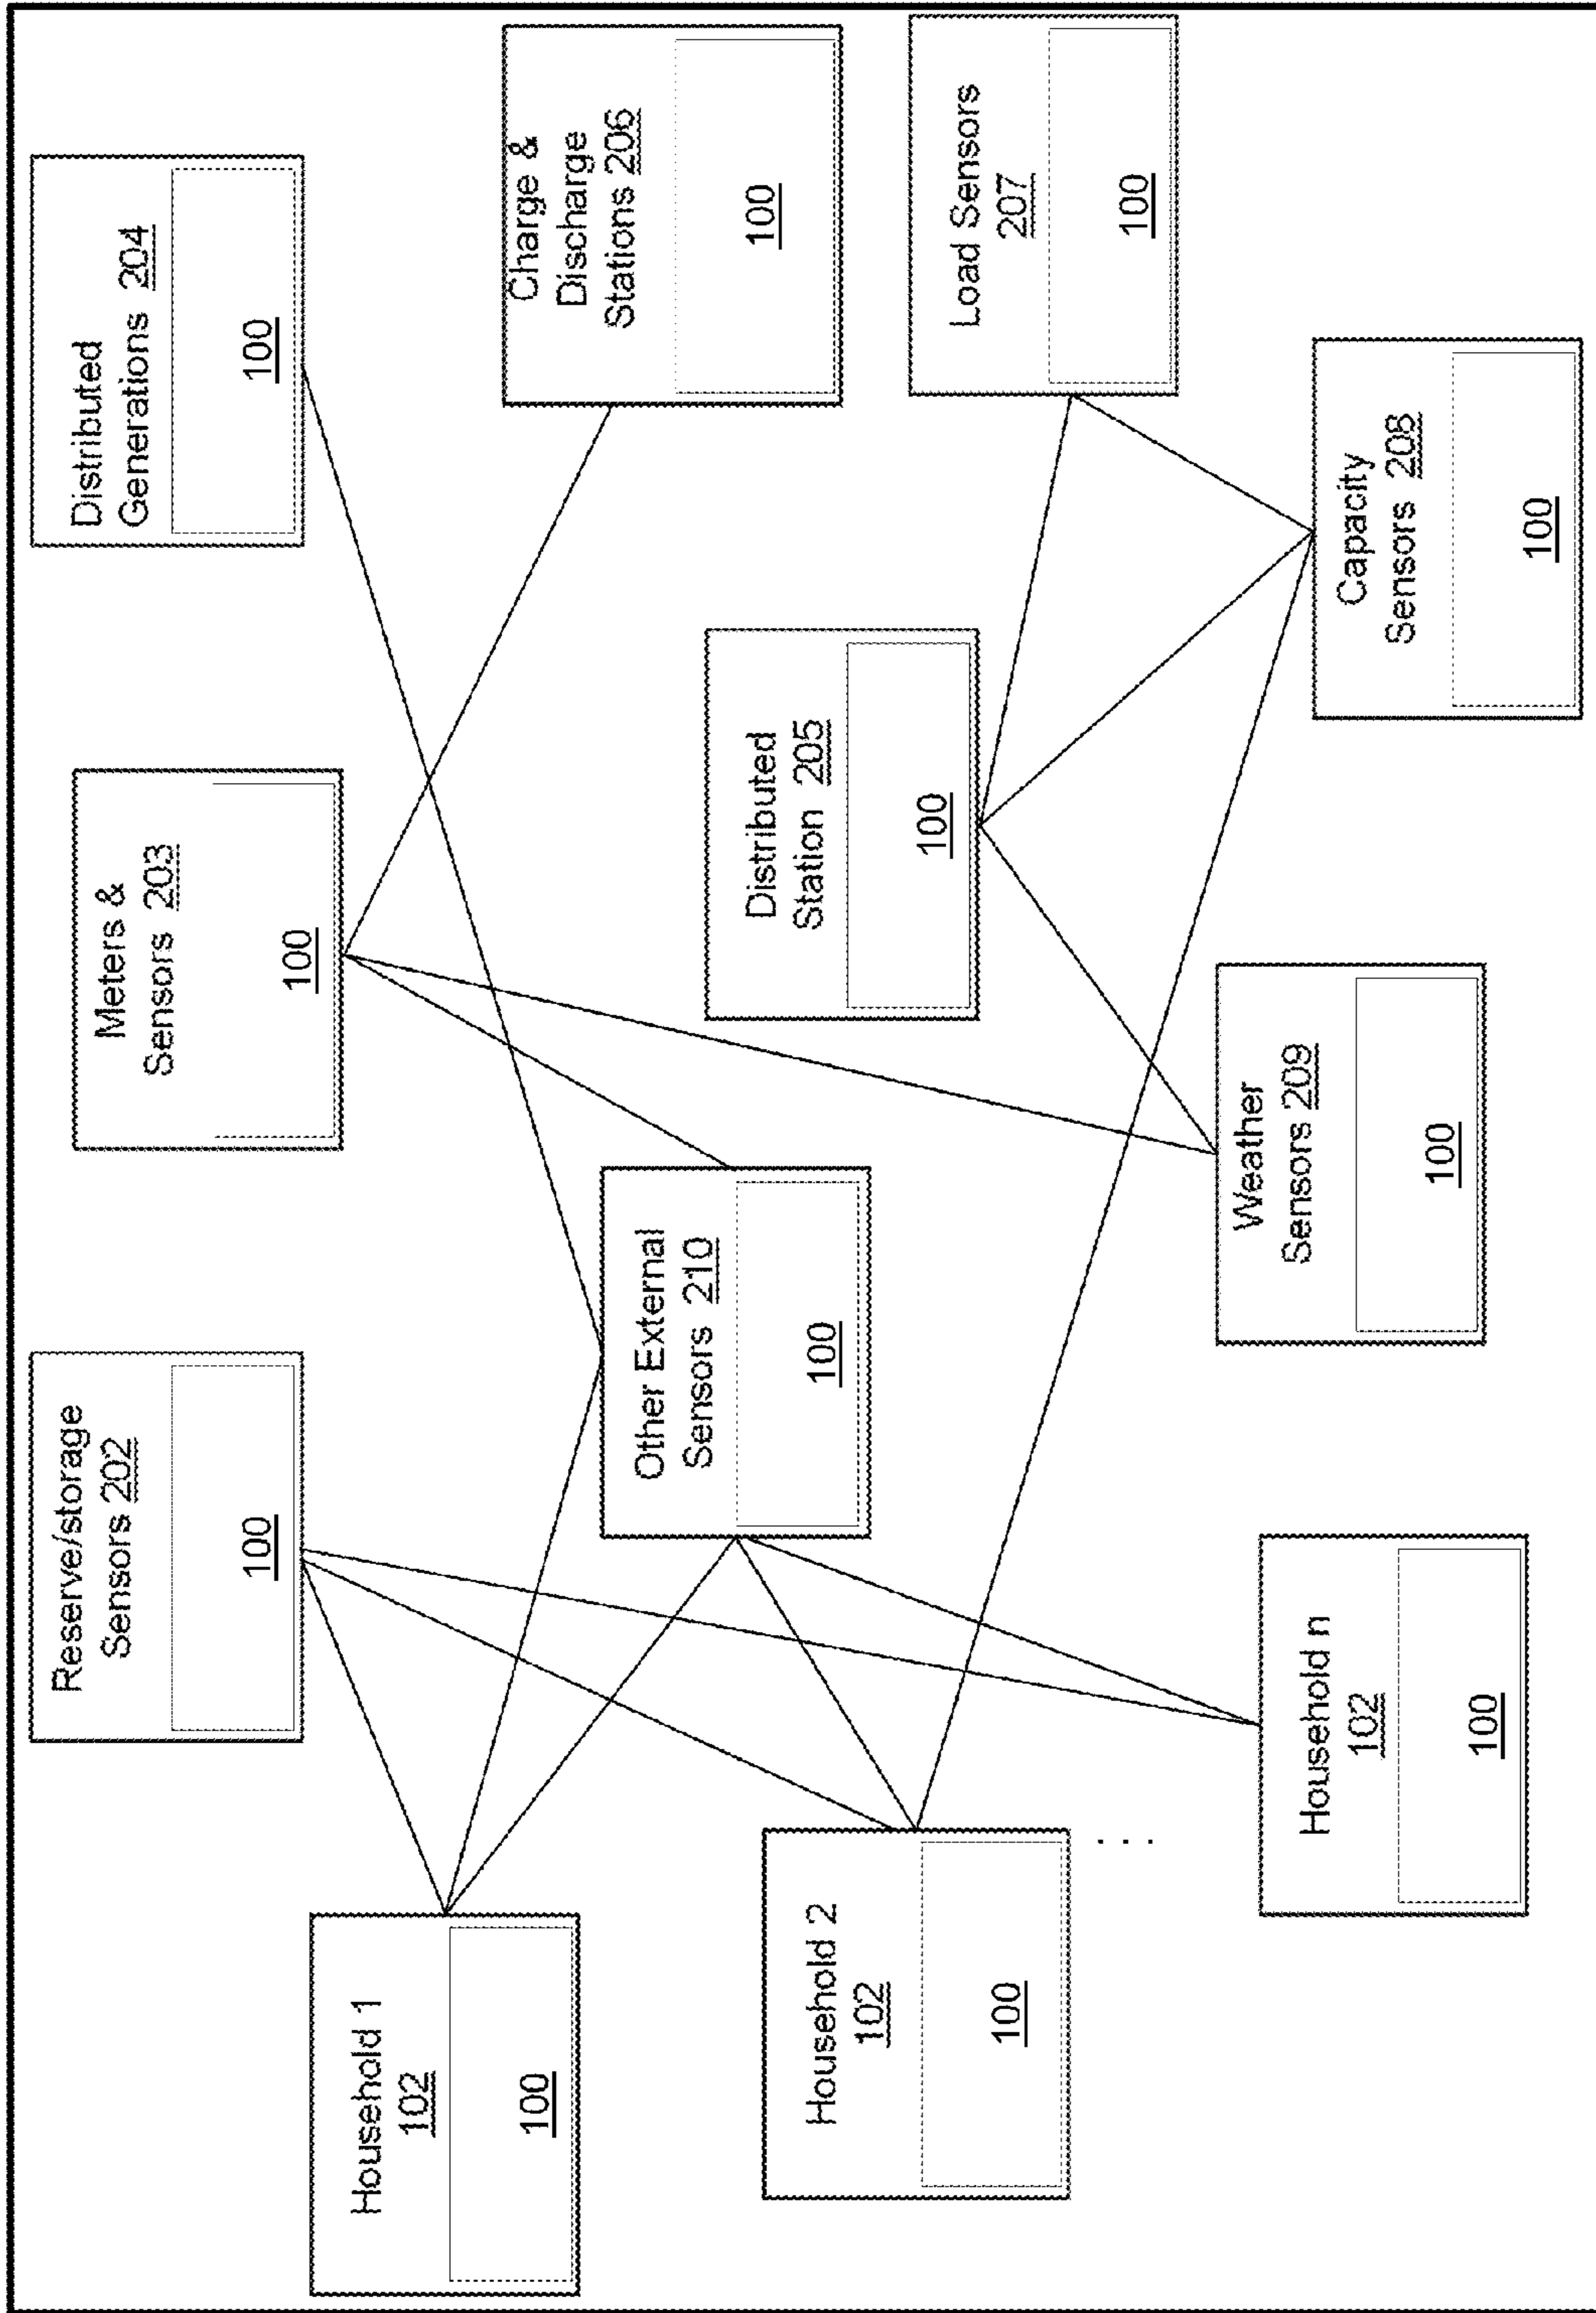 Reserve/storage
Sensors 202
100
Meters &
Sensors 203
100
Distributed
Generations 204
100
Household 1
102
100
Other External
Sensors 210
100
Distributed
Station 205
100
Charge &
Discharge
Stations 206
100
Household 2
102
100
. . .
Load Sensors
207
100
Household n
102
100
Weather
Sensors 209
100
Capacity
Sensors 208
100